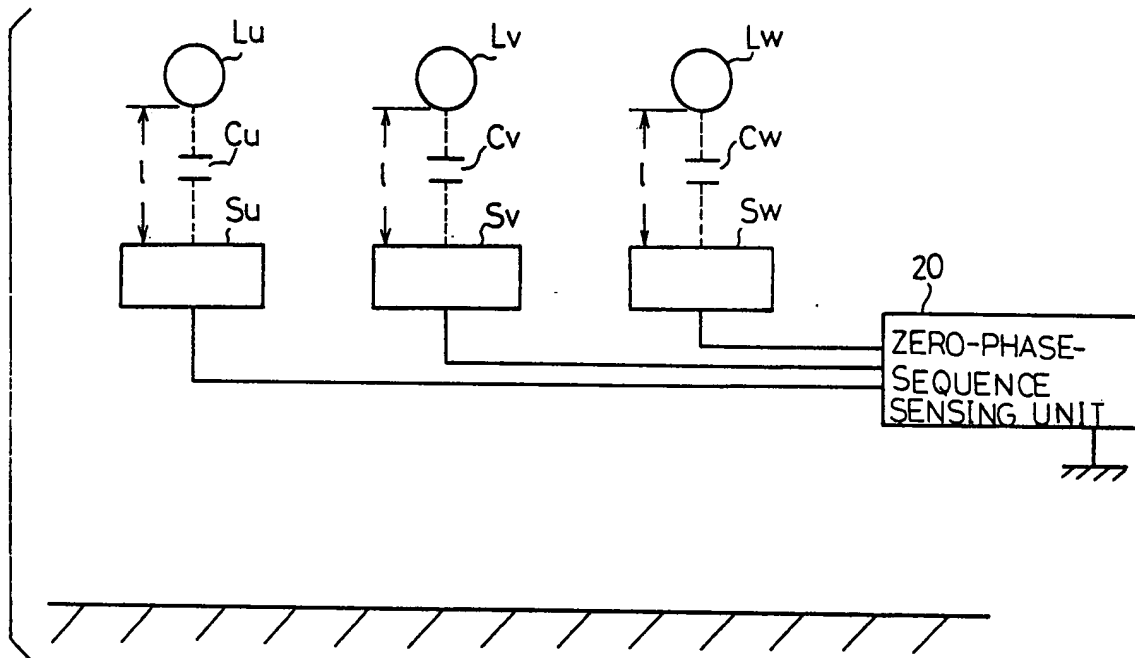 Lu
Lv
Lw
Cu
Cv
Cw
l
l
l
Su
Sv
Sw
20
ZERO-PHASE-
SEQUENCE
SENSING UNIT